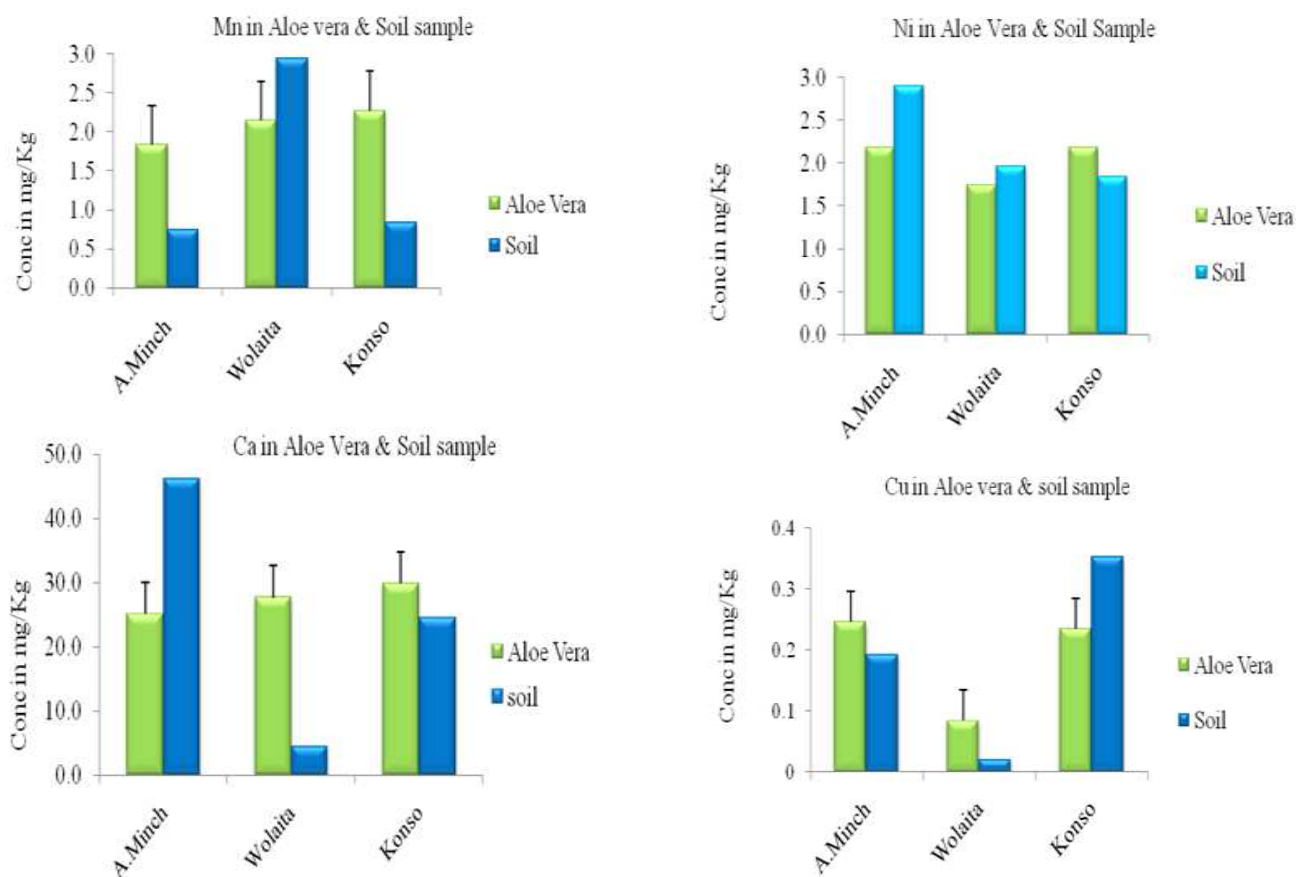 Mn in Aloe vera & Soil sample
3.0
2.5
2.0
1.5
1.0
0.5
0.0
Conc in mg/Kg
A.Minch
Wolaita
Konso
Aloe Vera
Soil
Ni in Aloe Vera & Soil Sample
3.0
2.5
2.0
1.5
1.0
0.5
0.0
Conc in mg/Kg
A.Minch
Wolaita
Konso
Aloe Vera
Soil
Ca in Aloe Vera & Soil sample
50.0
40.0
30.0
20.0
10.0
0.0
Conc in mg/Kg
A.Minch
Wolaita
Konso
Aloe Vera
soil
Cu in Aloe vera & soil sample
0.4
0.3
0.2
0.1
0
Conc in mg/Kg
A.Minch
Wolaita
Konso
Aloe Vera
Soil